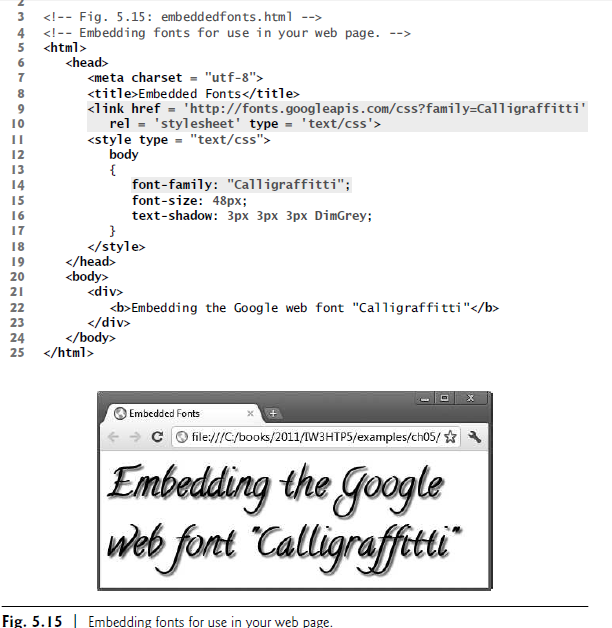 2
3 <!-- Fig. 5.15: embeddedfonts.html -->
4 <!-- Embedding fonts for use in your web page. -->
5 <html>
6 <head>
7 <meta charset = "utf-8">
8 <title>Embedded Fonts</title>
9 <link href = 'http://fonts.googleapis.com/css?family=Calligraffitti'
10 rel = 'stylesheet' type = 'text/css'>
11 <style type = "text/css">
12 body
13 {
14 font-family: "Calligraffitti";
15 font-size: 48px;
16 text-shadow: 3px 3px 3px DimGrey;
17 }
18 </style>
19 </head>
20 <body>
21 <div>
22 <b>Embedding the Google web font "Calligraffitti"</b>
23 </div>
24 </body>
25 </html>
Embedded Fonts
file:///C:/books/2011/IW3HTP5/examples/ch05/
Embedding the Google
web font "Calligraffitti"
Fig. 5.15 | Embedding fonts for use in your web page.